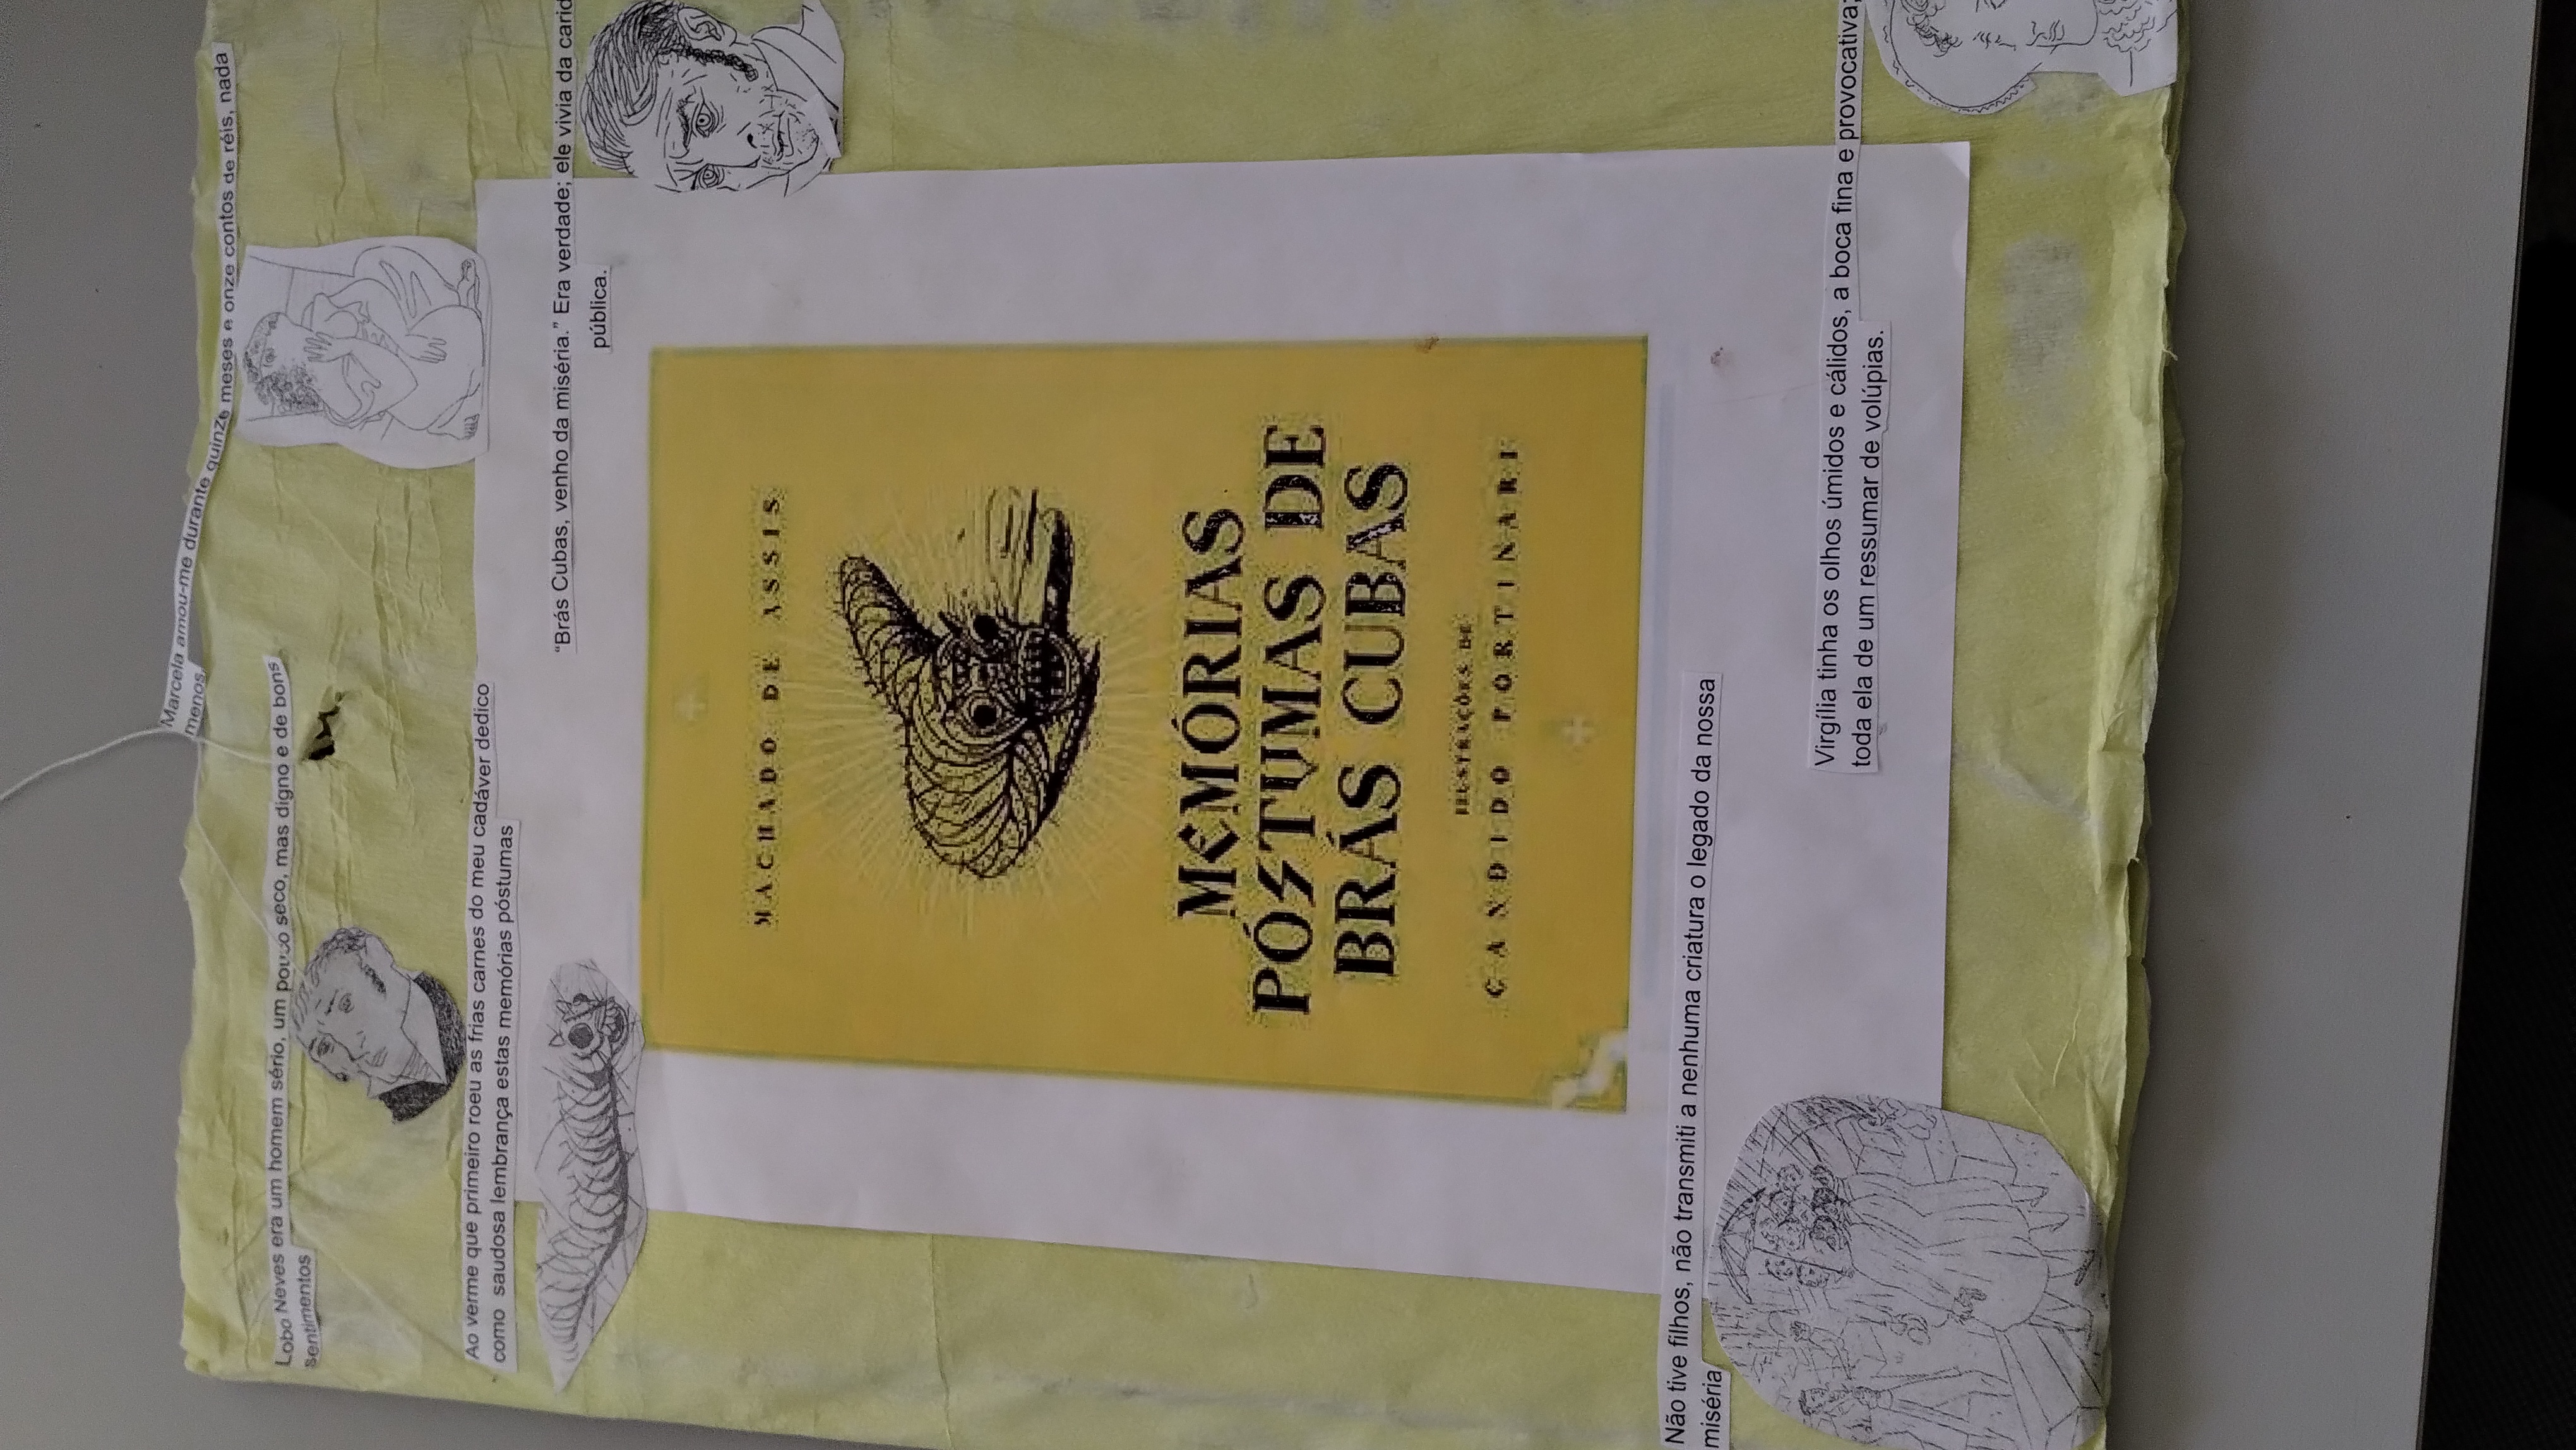 Marcela amou-me durante quinze meses e onze contos de réis, nada
menos
Lobo Neves era um homem sério, um pouco seco, mas digno e de bons
sentimentos
Ao verme que primeiro roeu as frias carnes do meu cadáver dedico
como saudosa lembrança estas memórias póstumas
“Brás Cubas, venho da miséria.” Era verdade; ele vivia da
pública.
MACHADO DE ASSIS
MEMÓRIAS
PÓSTUMAS DE
BRÁS CUBAS
ILUSTRAÇÕES DE
CANDIDO PORTINARI
Não tive filhos, não transmiti a nenhuma criatura o legado da nossa
miséria
Virgília tinha os olhos úmidos e cálidos, a boca fina e provocativa;
toda ela de um ressumar de volúpias.